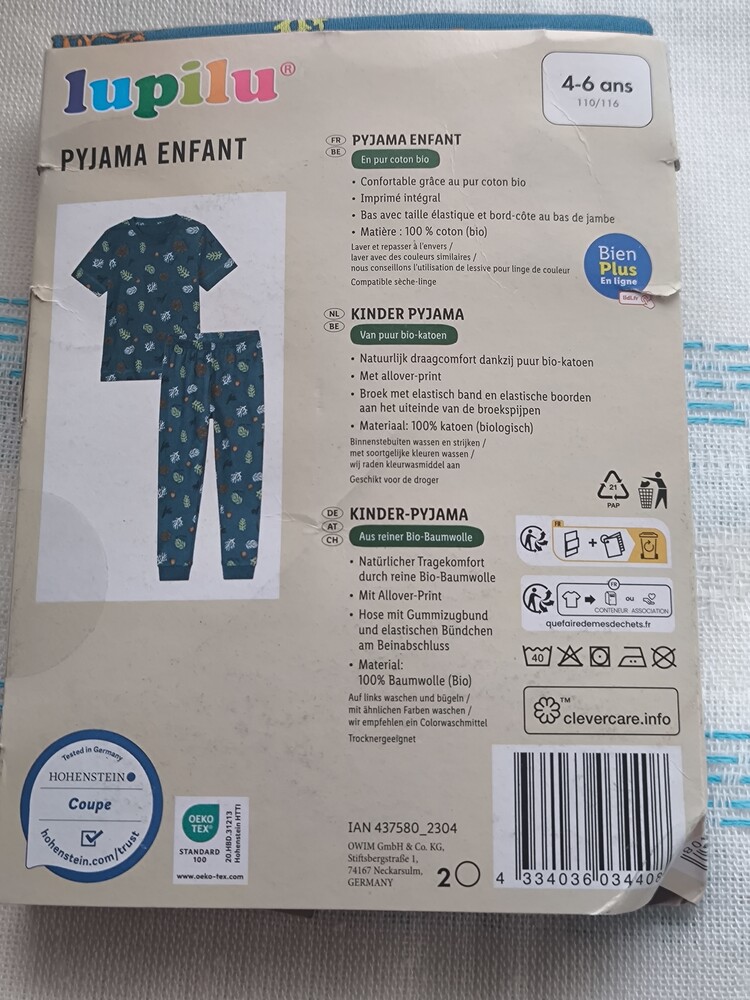 lupilu®
PYJAMA ENFANT
4-6 ans
110/116
FR
BE
PYJAMA ENFANT
En pur coton bio
• Confortable grâce au pur coton bio
• Imprimé intégral
• Bas avec taille élastique et bord-côte au bas de jambe
• Matière : 100 % coton (bio)
Laver et repasser à l'envers /
laver avec des couleurs similaires /
nous conseillons l'utilisation de lessive pour linge de couleur
Compatible sèche-linge
Bien
Plus
En ligne
lidl.fr
NL
BE
KINDER PYJAMA
Van puur bio-katoen
• Natuurlijk draagcomfort dankzij puur bio-katoen
• Met allover-print
• Broek met elastisch band en elastische boorden
aan het uiteinde van de broekspijpen
• Materiaal: 100% katoen (biologisch)
Binnenstebuiten wassen en strijken /
met soortgelijke kleuren wassen /
wij raden kleurwasmiddel aan
Geschikt voor de droger
21
PAP
DE
AT
CH
KINDER-PYJAMA
Aus reiner Bio-Baumwolle
• Natürlicher Tragekomfort
durch reine Bio-Baumwolle
• Mit Allover-Print
• Hose mit Gummizugbund
und elastischen Bündchen
am Beinabschluss
• Material:
100% Baumwolle (Bio)
Auf links waschen und bügeln /
mit ähnlichen Farben waschen /
wir empfehlen ein Colorwaschmittel
Trocknergeeignet
FR
+
FR
ou
CONTENEUR ASSOCIATION
quefairedemesdechets.fr
40
™
clevercare.info
Tested in Germany
HOHENSTEIN
Coupe
hohenstein.com/trust
OEKO
TEX®
STANDARD
100
20.HBD.31213
Hohenstein HTTI
www.oeko-tex.com
IAN 437580_2304
OWIM GmbH & Co. KG,
Stiftsbergstraße 1,
74167 Neckarsulm,
GERMANY
2
4 334036 034408